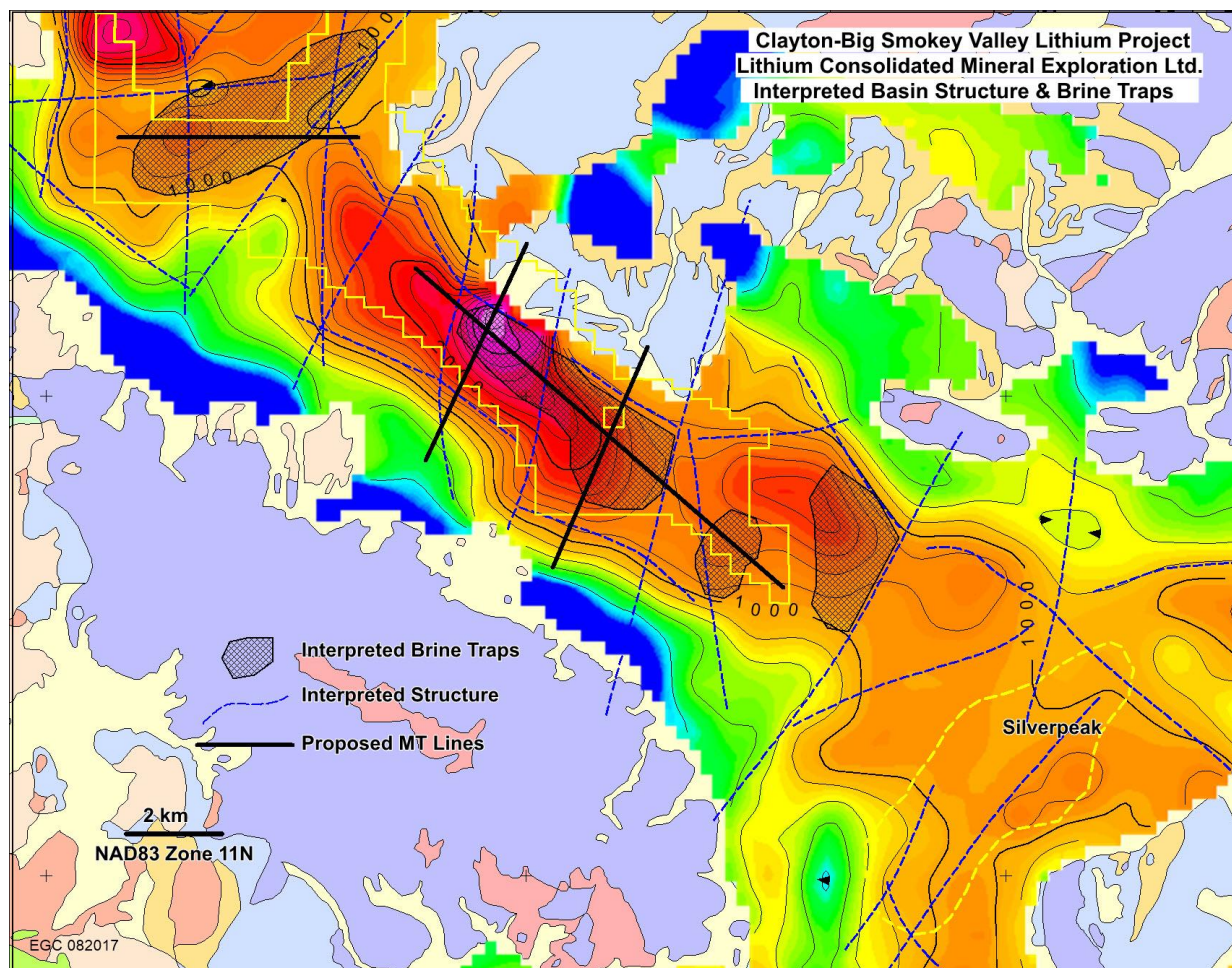 Clayton-Big Smokey Valley Lithium Project
Lithium Consolidated Mineral Exploration Ltd.
Interpreted Basin Structure & Brine Traps
1000
1000
1000
Silverpeak
Interpreted Brine Traps
Interpreted Structure
Proposed MT Lines
2 km
NAD83 Zone 11N
EGC 082017